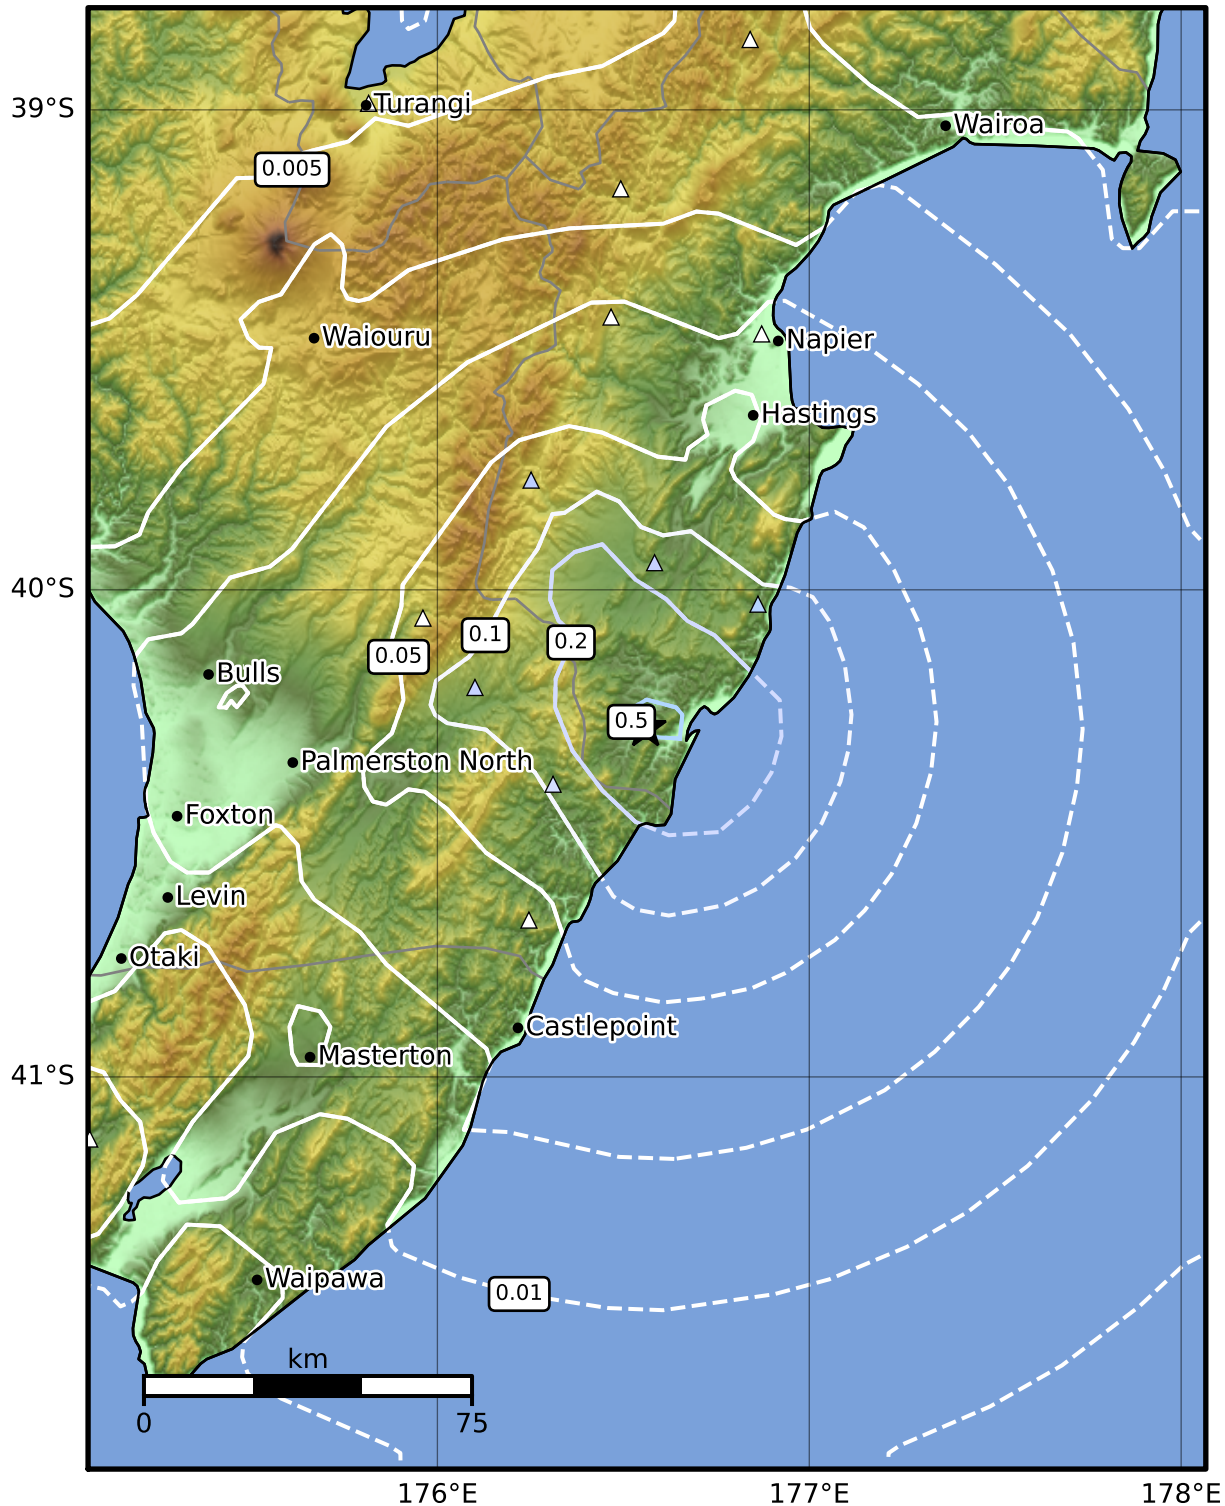 39°S
Turangi
Wairoa
0.005
Waiouru
Napier
Hastings
40°S
0.1
0.2
0.05
Bulls
0.5
Palmerston North
Foxton
Levin
Otaki
Castlepoint
Masterton
41°S
Waipawa
0.01
km
0 75
176°E 177°E 178°E